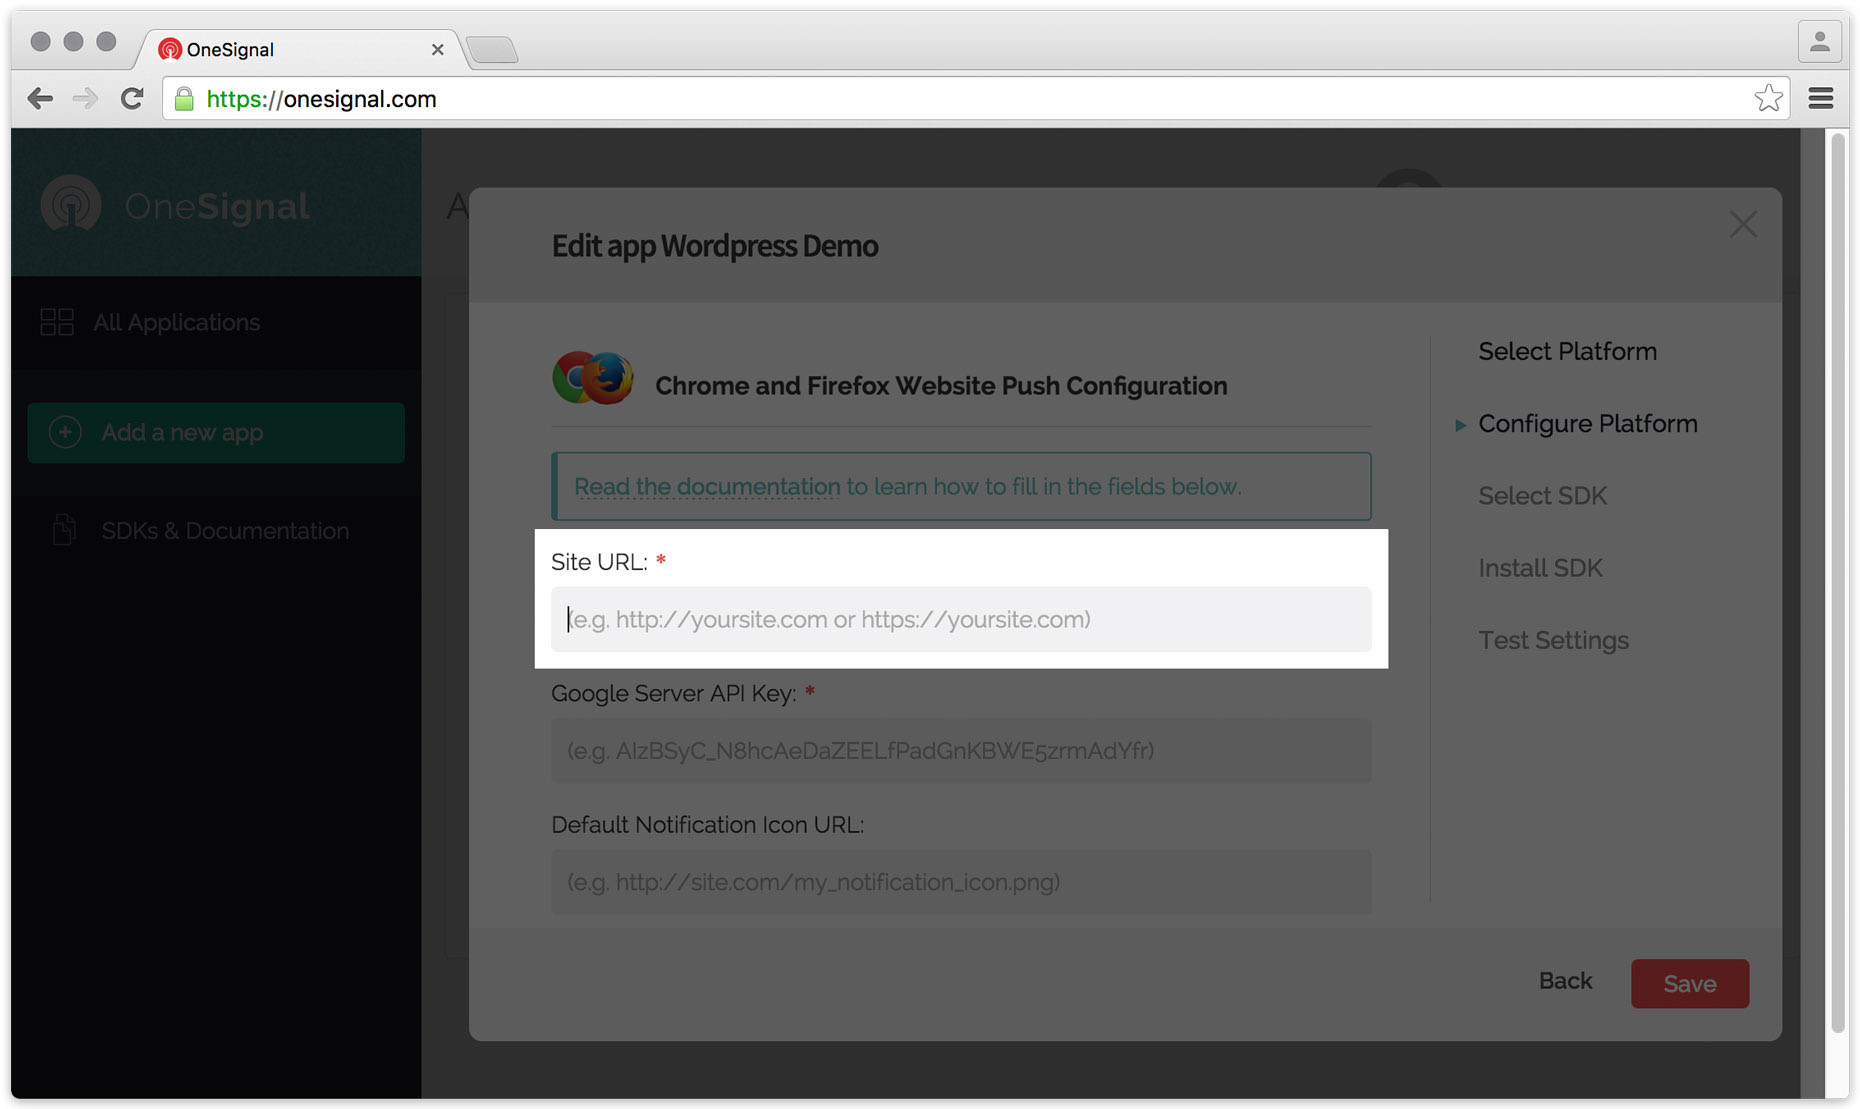 OneSignal
https://onesignal.com
OneSignal
A
Edit app Wordpress Demo
All Applications
Add a new app
SDKs & Documentation
Chrome and Firefox Website Push Configuration
Read the documentation to learn how to fill in the fields below.
Site URL: *
(e.g. http://yoursite.com or https://yoursite.com)
Google Server API Key: *
(e.g. AIzBSyC_N8hcAeDaZEELfPadGnKBWE5zrmAdYfr)
Default Notification Icon URL:
(e.g. http://site.com/my_notification_icon.png)
Select Platform
Configure Platform
Select SDK
Install SDK
Test Settings
Back
Save